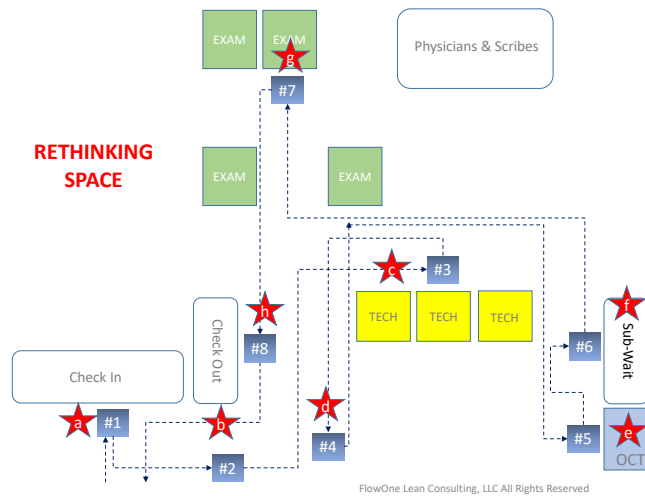 EXAM
EXAM
g
#7
Physicians & Scribes
RETHINKING
SPACE
EXAM
EXAM
c
#3
h
#8
TECH
TECH
TECH
f
Sub-Wait
#6
Check Out
Check In
a
#1
b
d
#4
#2
#5
e
OCT
FlowOne Lean Consulting, LLC All Rights Reserved